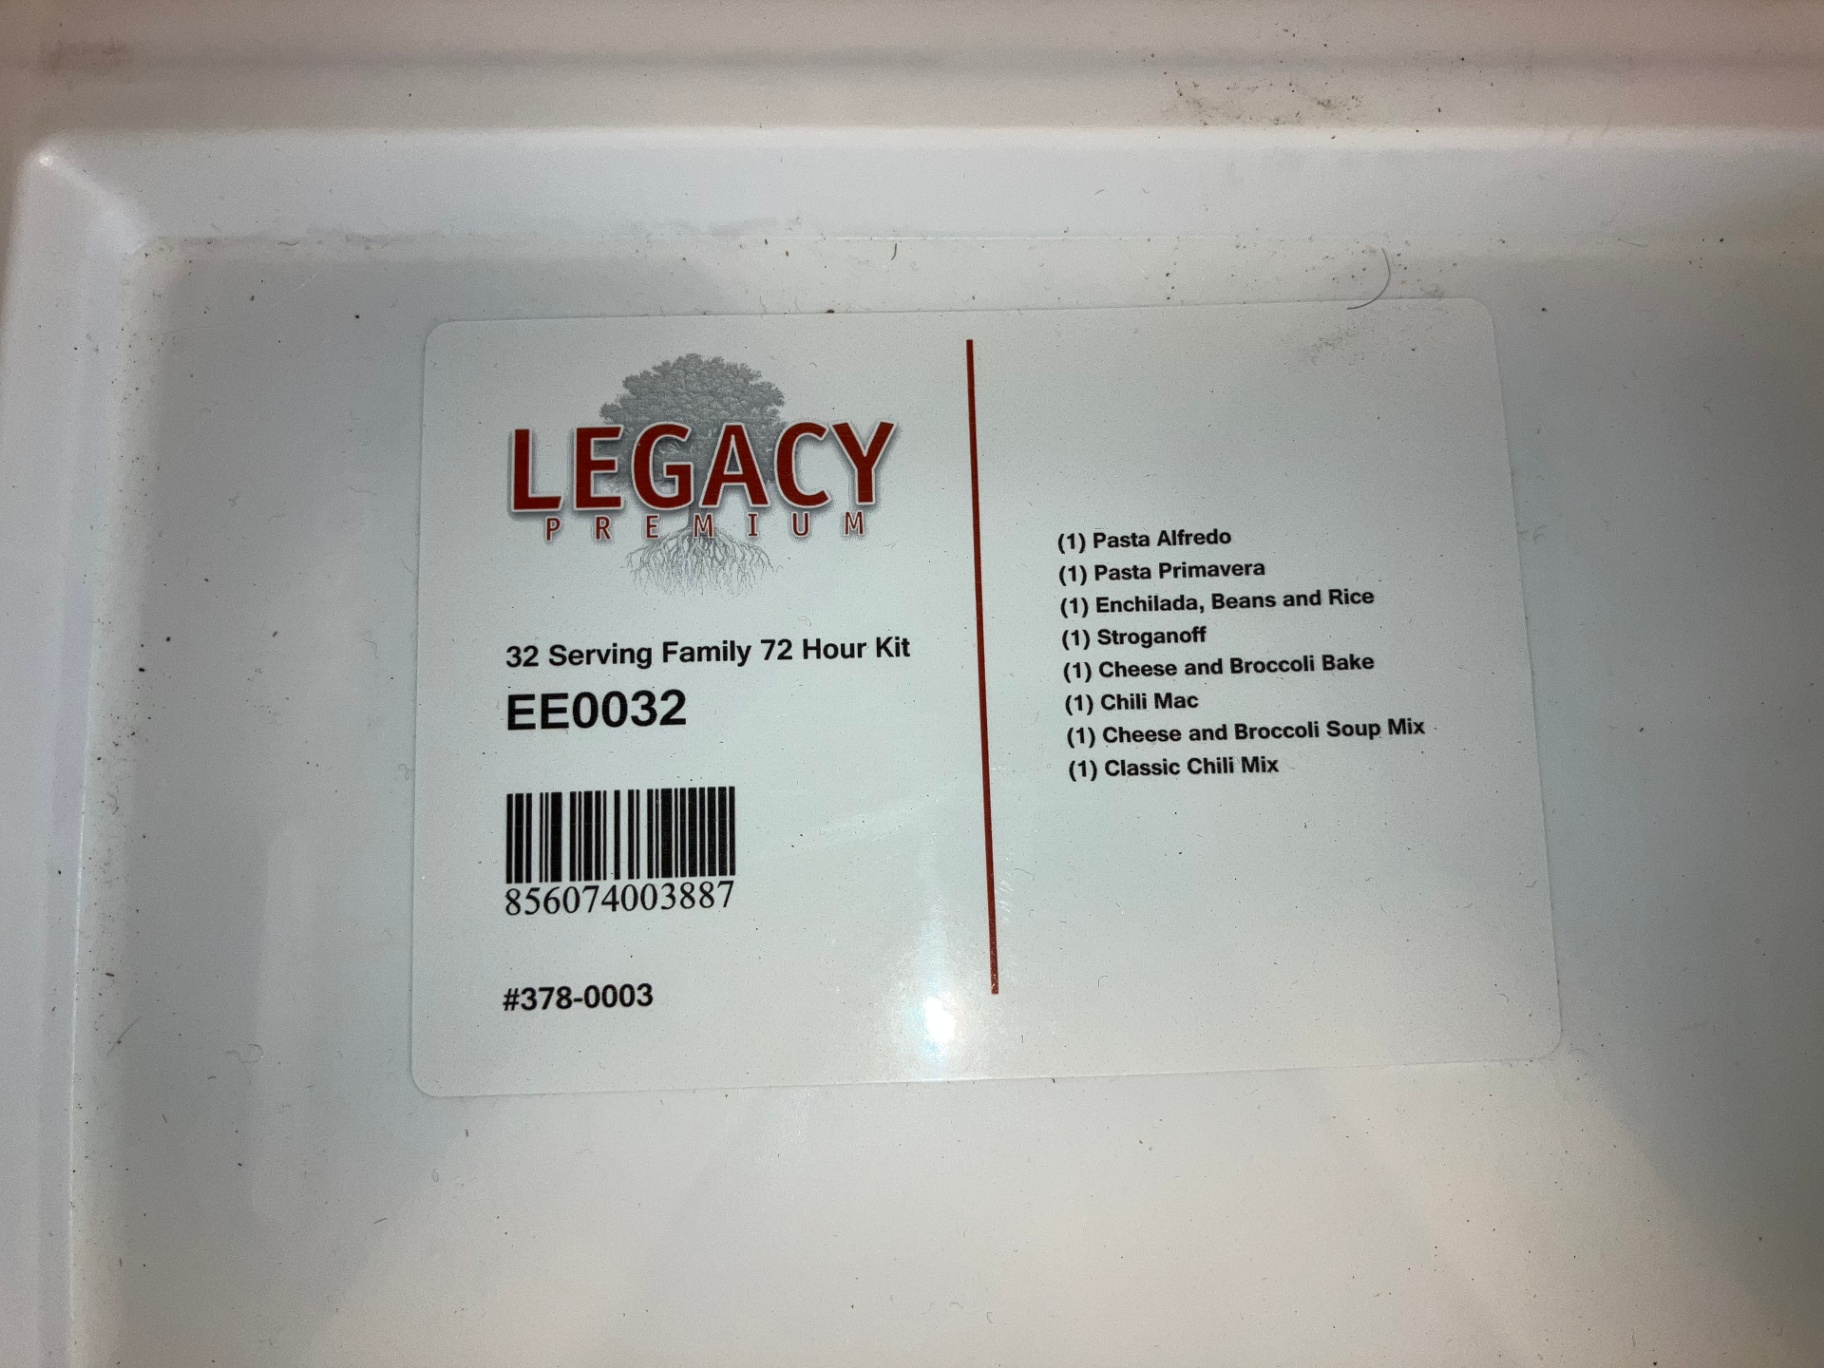 LEGACY
PREMIUM
32 Serving Family 72 Hour Kit
EE0032
856074003887
#378-0003
(1) Pasta Alfredo
(1) Pasta Primavera
(1) Enchilada, Beans and Rice
(1) Stroganoff
(1) Cheese and Broccoli Bake
(1) Chili Mac
(1) Cheese and Broccoli Soup Mix
(1) Classic Chili Mix